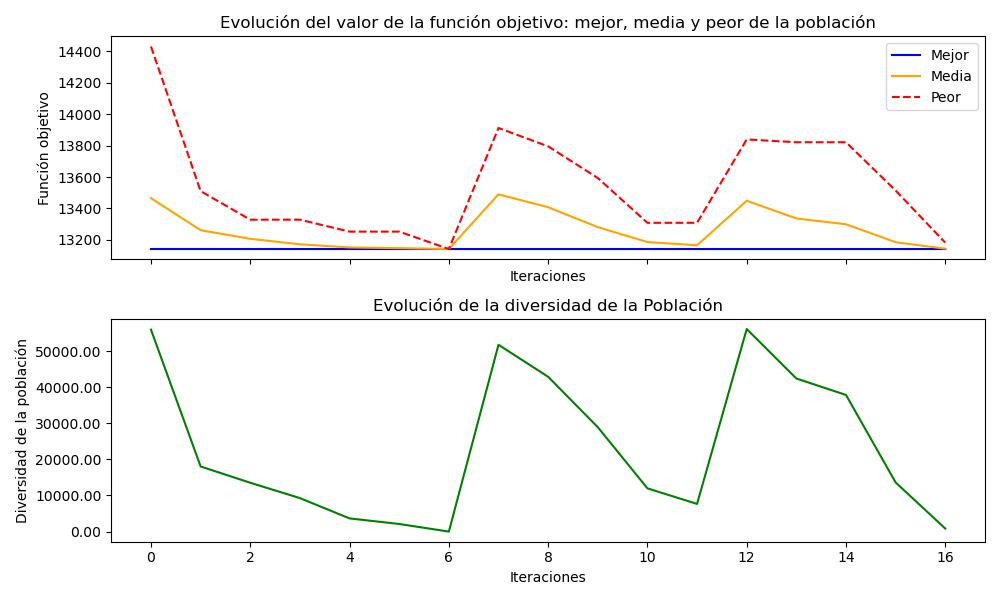 Evolución del valor de la función objetivo: mejor, media y peor de la población
Función objetivo
14400
14200
14000
13800
13600
13400
13200
Mejor
Media
Peor
Iteraciones
Evolución de la diversidad de la Población
Diversidad de la población
50000.00
40000.00
30000.00
20000.00
10000.00
0.00
0 2 4 6 8 10 12 14 16
Iteraciones